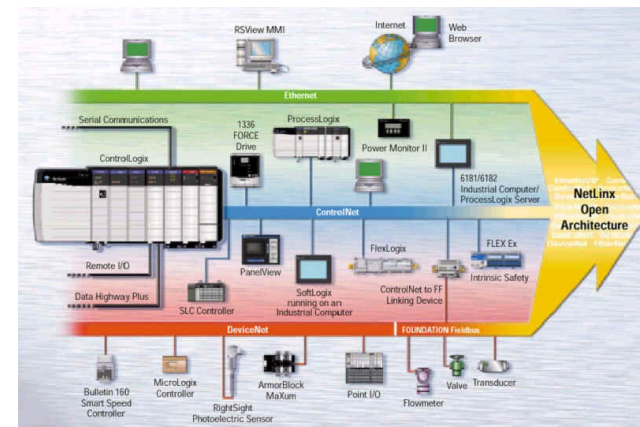 RSView MMI
Internet
Web
Browser
Ethernet
Serial Communications
1336
FORCE
Drive
ProcessLogix
Power Monitor II
ControlLogix
6181/6182
Industrial Computer/
ProcessLogix Server
NetLinx
Open
Architecture
ControlNet
Remote I/O
PanelView
FlexLogix
FLEX Ex
Intrinsic Safety
Data Highway Plus
SLC Controller
SoftLogix
running on an
Industrial Computer
ControlNet to FF
Linking Device
DeviceNet
FOUNDATION Fieldbus
Bulletin 160
Smart Speed
Controller
MicroLogix
Controller
RightSight
Photoelectric Sensor
ArmorBlock
MaXum
Point I/O
Flowmeter
Valve
Transducer